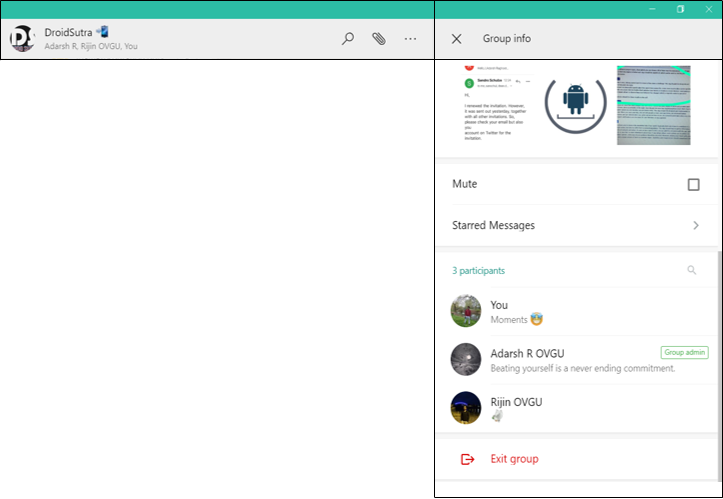 DroidSutra
Adarsh R, Rijin OVGU, You
Group info
Hi,
I renewed the invitation. However,
it was sent out yesterday, together
with all other invitations. So,
please check your email but also
you
account on Twitter for the
invitation.
Mute
Starred Messages
3 participants
You
Moments
Adarsh R OVGU
Group admin
Beating yourself is a never ending commitment.
Rijin OVGU
Exit group